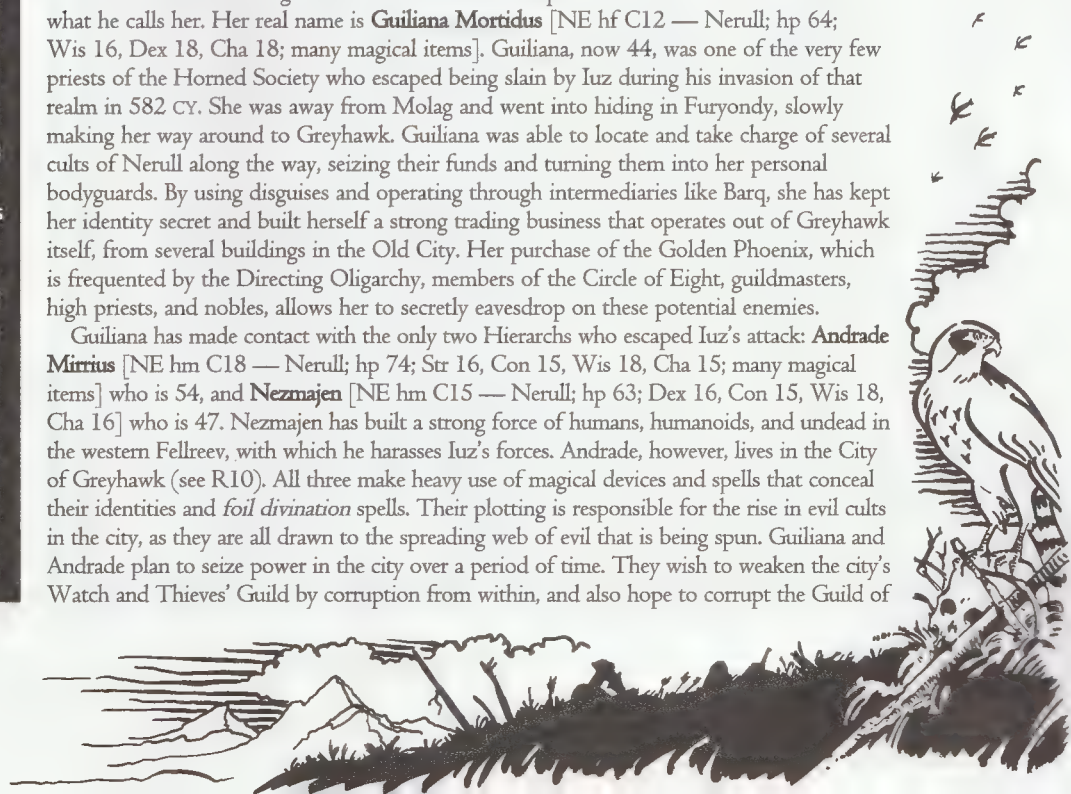 what he calls her. Her real name is Guiliana Mortidus [NE hf C12 — Nerull; hp 64;
Wis 16, Dex 18, Cha 18; many magical items]. Guiliana, now 44, was one of the very few
priests of the Horned Society who escaped being slain by Iuz during his invasion of that
realm in 582 CY. She was away from Molag and went into hiding in Furyondy, slowly
making her way around to Greyhawk. Guiliana was able to locate and take charge of several
cults of Nerull along the way, seizing their funds and turning them into her personal
bodyguards. By using disguises and operating through intermediaries like Barq, she has kept
her identity secret and built herself a strong trading business that operates out of Greyhawk
itself, from several buildings in the Old City. Her purchase of the Golden Phoenix, which
is frequented by the Directing Oligarchy, members of the Circle of Eight, guildmasters,
high priests, and nobles, allows her to secretly eavesdrop on these potential enemies.
Guiliana has made contact with the only two Hierarchs who escaped Iuz's attack: Andrade
Mirrius [NE hm C18 — Nerull; hp 74; Str 16, Con 15, Wis 18, Cha 15; many magical
items] who is 54, and Nezmajen [NE hm C15 — Nerull; hp 63; Dex 16, Con 15, Wis 18,
Cha 16] who is 47. Nezmajen has built a strong force of humans, humanoids, and undead in
the western Fellreev, with which he harasses Iuz's forces. Andrade, however, lives in the City
of Greyhawk (see R10). All three make heavy use of magical devices and spells that conceal
their identities and foil divination spells. Their plotting is responsible for the rise in evil cults
in the city, as they are all drawn to the spreading web of evil that is being spun. Guiliana and
Andrade plan to seize power in the city over a period of time. They wish to weaken the city's
Watch and Thieves' Guild by corruption from within, and also hope to corrupt the Guild of